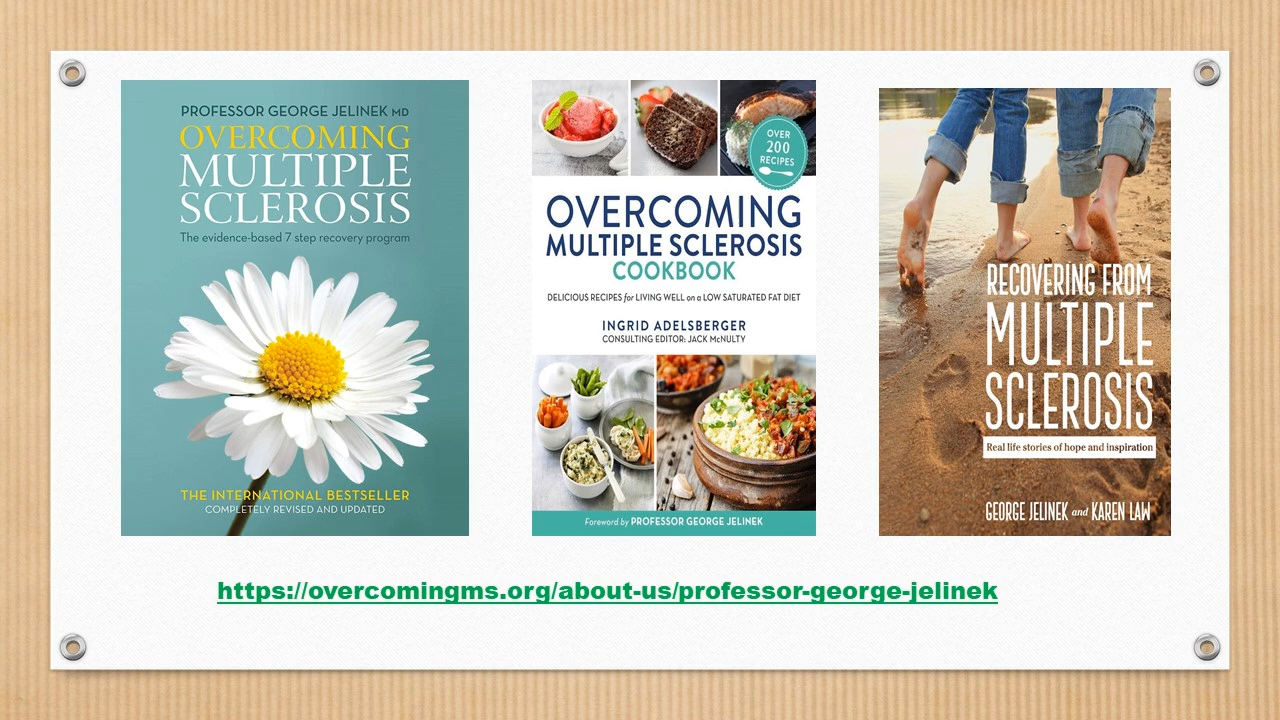 PROFESSOR GEORGE JELINEK MD
OVERCOMING
MULTIPLE
SCLEROSIS
The evidence-based 7 step recovery program
THE INTERNATIONAL BESTSELLER
COMPLETELY REVISED AND UPDATED
OVER
200
RECIPES
OVERCOMING
MULTIPLE SCLEROSIS
COOKBOOK
DELICIOUS RECIPES for LIVING WELL on a LOW SATURATED FAT DIET
INGRID ADELSBERGER
CONSULTING EDITOR: JACK McNULTY
Foreword by PROFESSOR GEORGE JELINEK
RECOVERING FROM
MULTIPLE
SCLEROSIS
Real life stories of hope and inspiration
GEORGE JELINEK and KAREN LAW
https://overcomingms.org/about-us/professor-george-jelinek